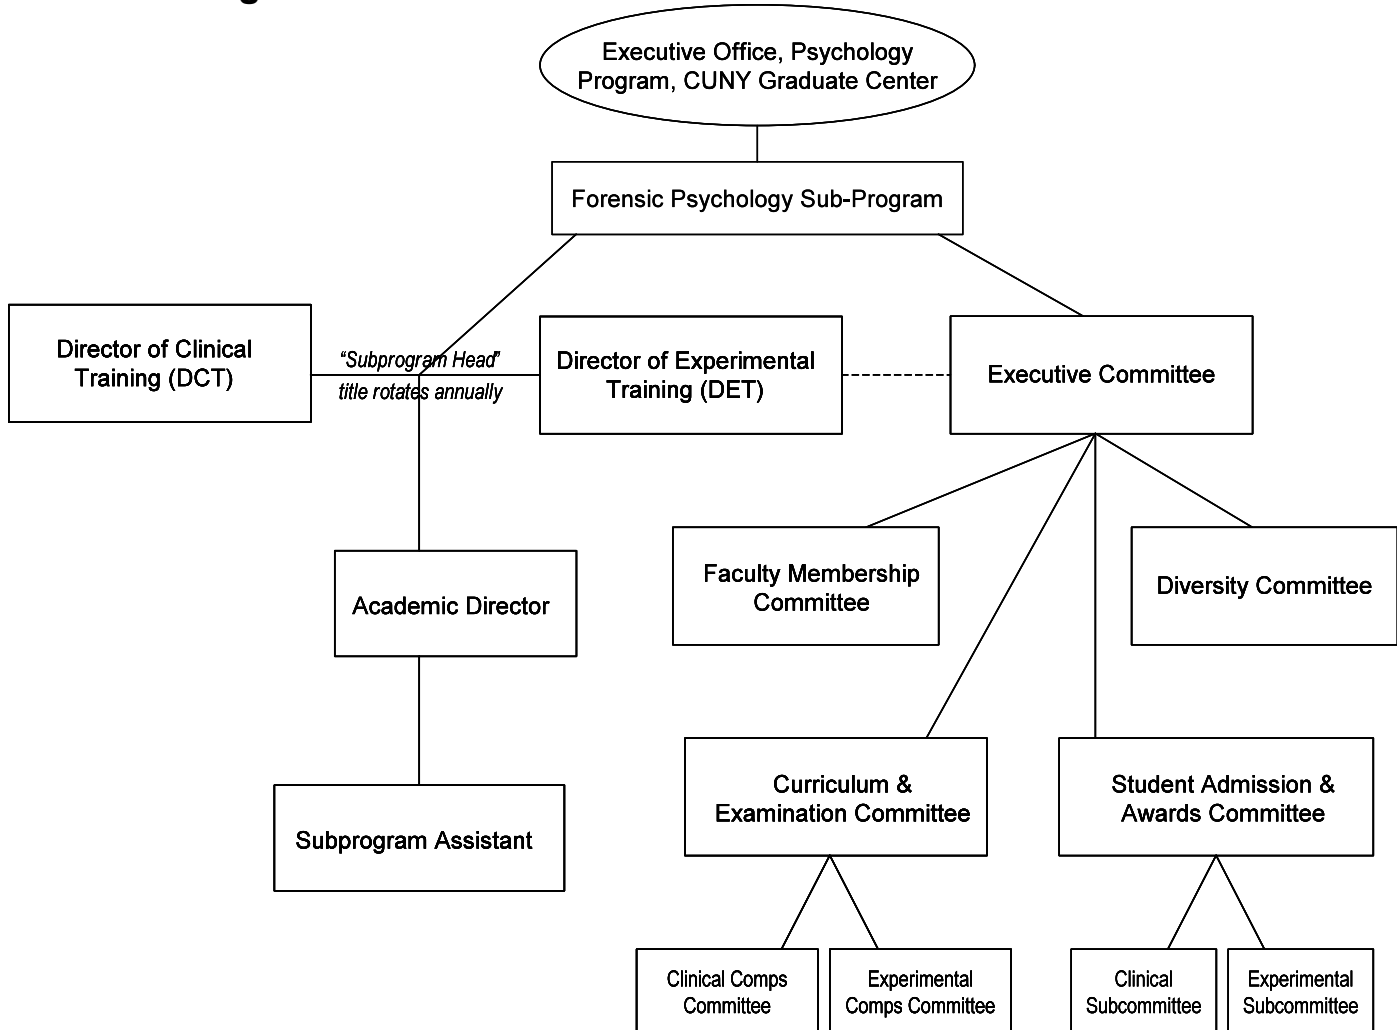 Executive Office, Psychology
Program, CUNY Graduate Center
Forensic Psychology Sub-Program
Director of Clinical
Training (DCT)
“Subprogram Head”
title rotates annually
Director of Experimental
Training (DET)
Executive Committee
Faculty Membership
Committee
Diversity Committee
Academic Director
Curriculum &
Examination Committee
Student Admission &
Awards Committee
Subprogram Assistant
Clinical Comps
Committee
Experimental
Comps Committee
Clinical
Subcommittee
Experimental
Subcommittee